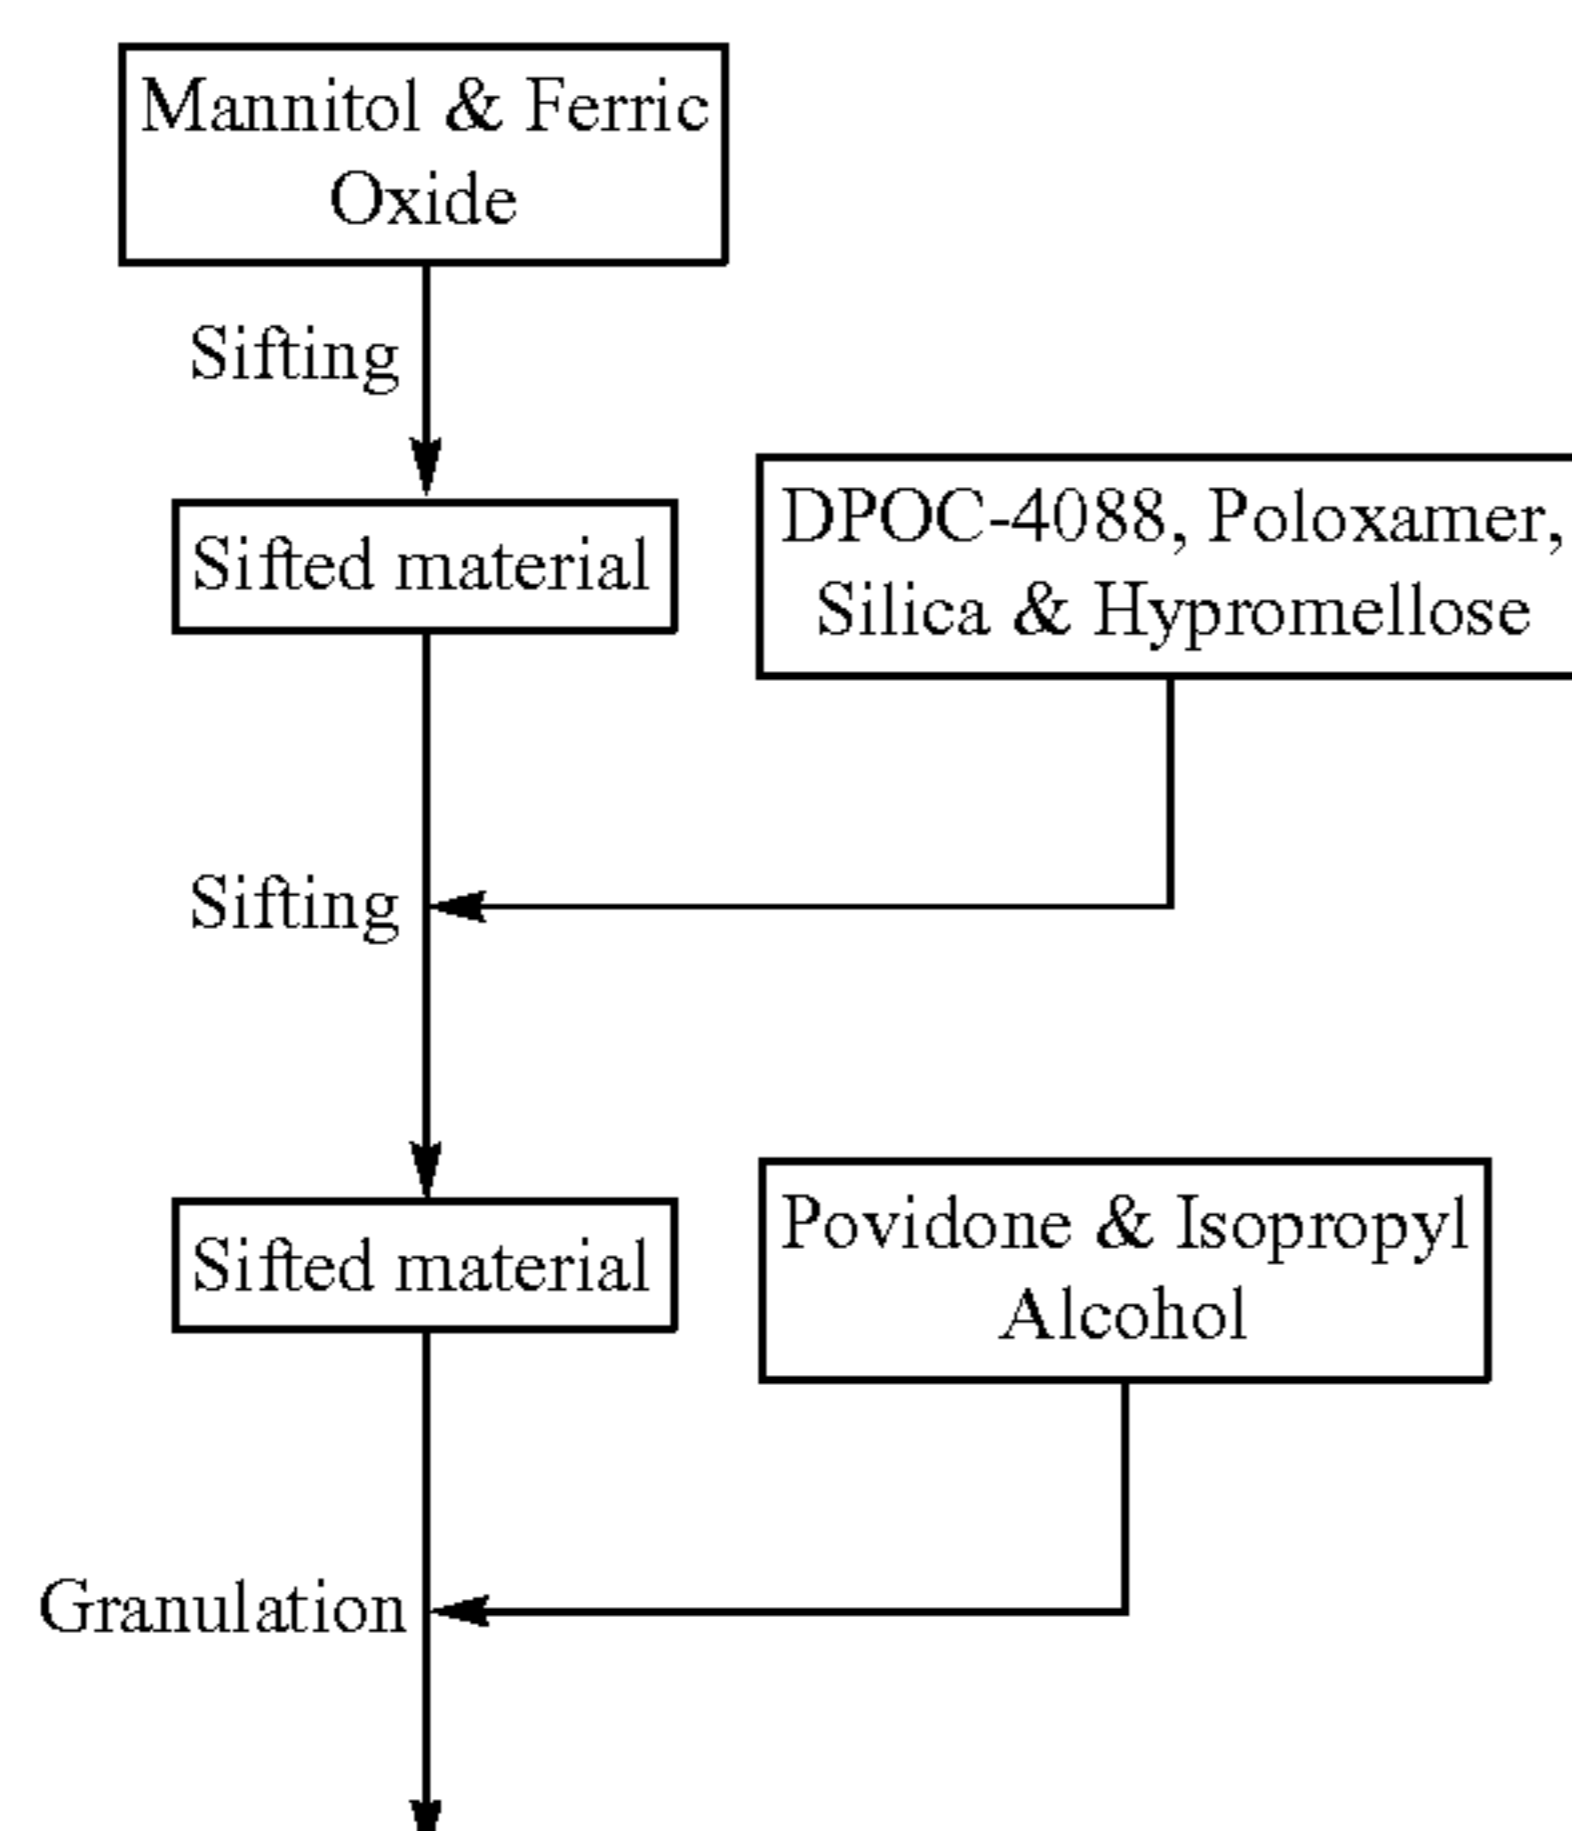 Mannitol & Ferric
Oxide
Sifting
Sifted material
DPOC-4088, Poloxamer,
Silica & Hypromellose
Sifting
Sifted material
Povidone & Isopropyl
Alcohol
Granulation